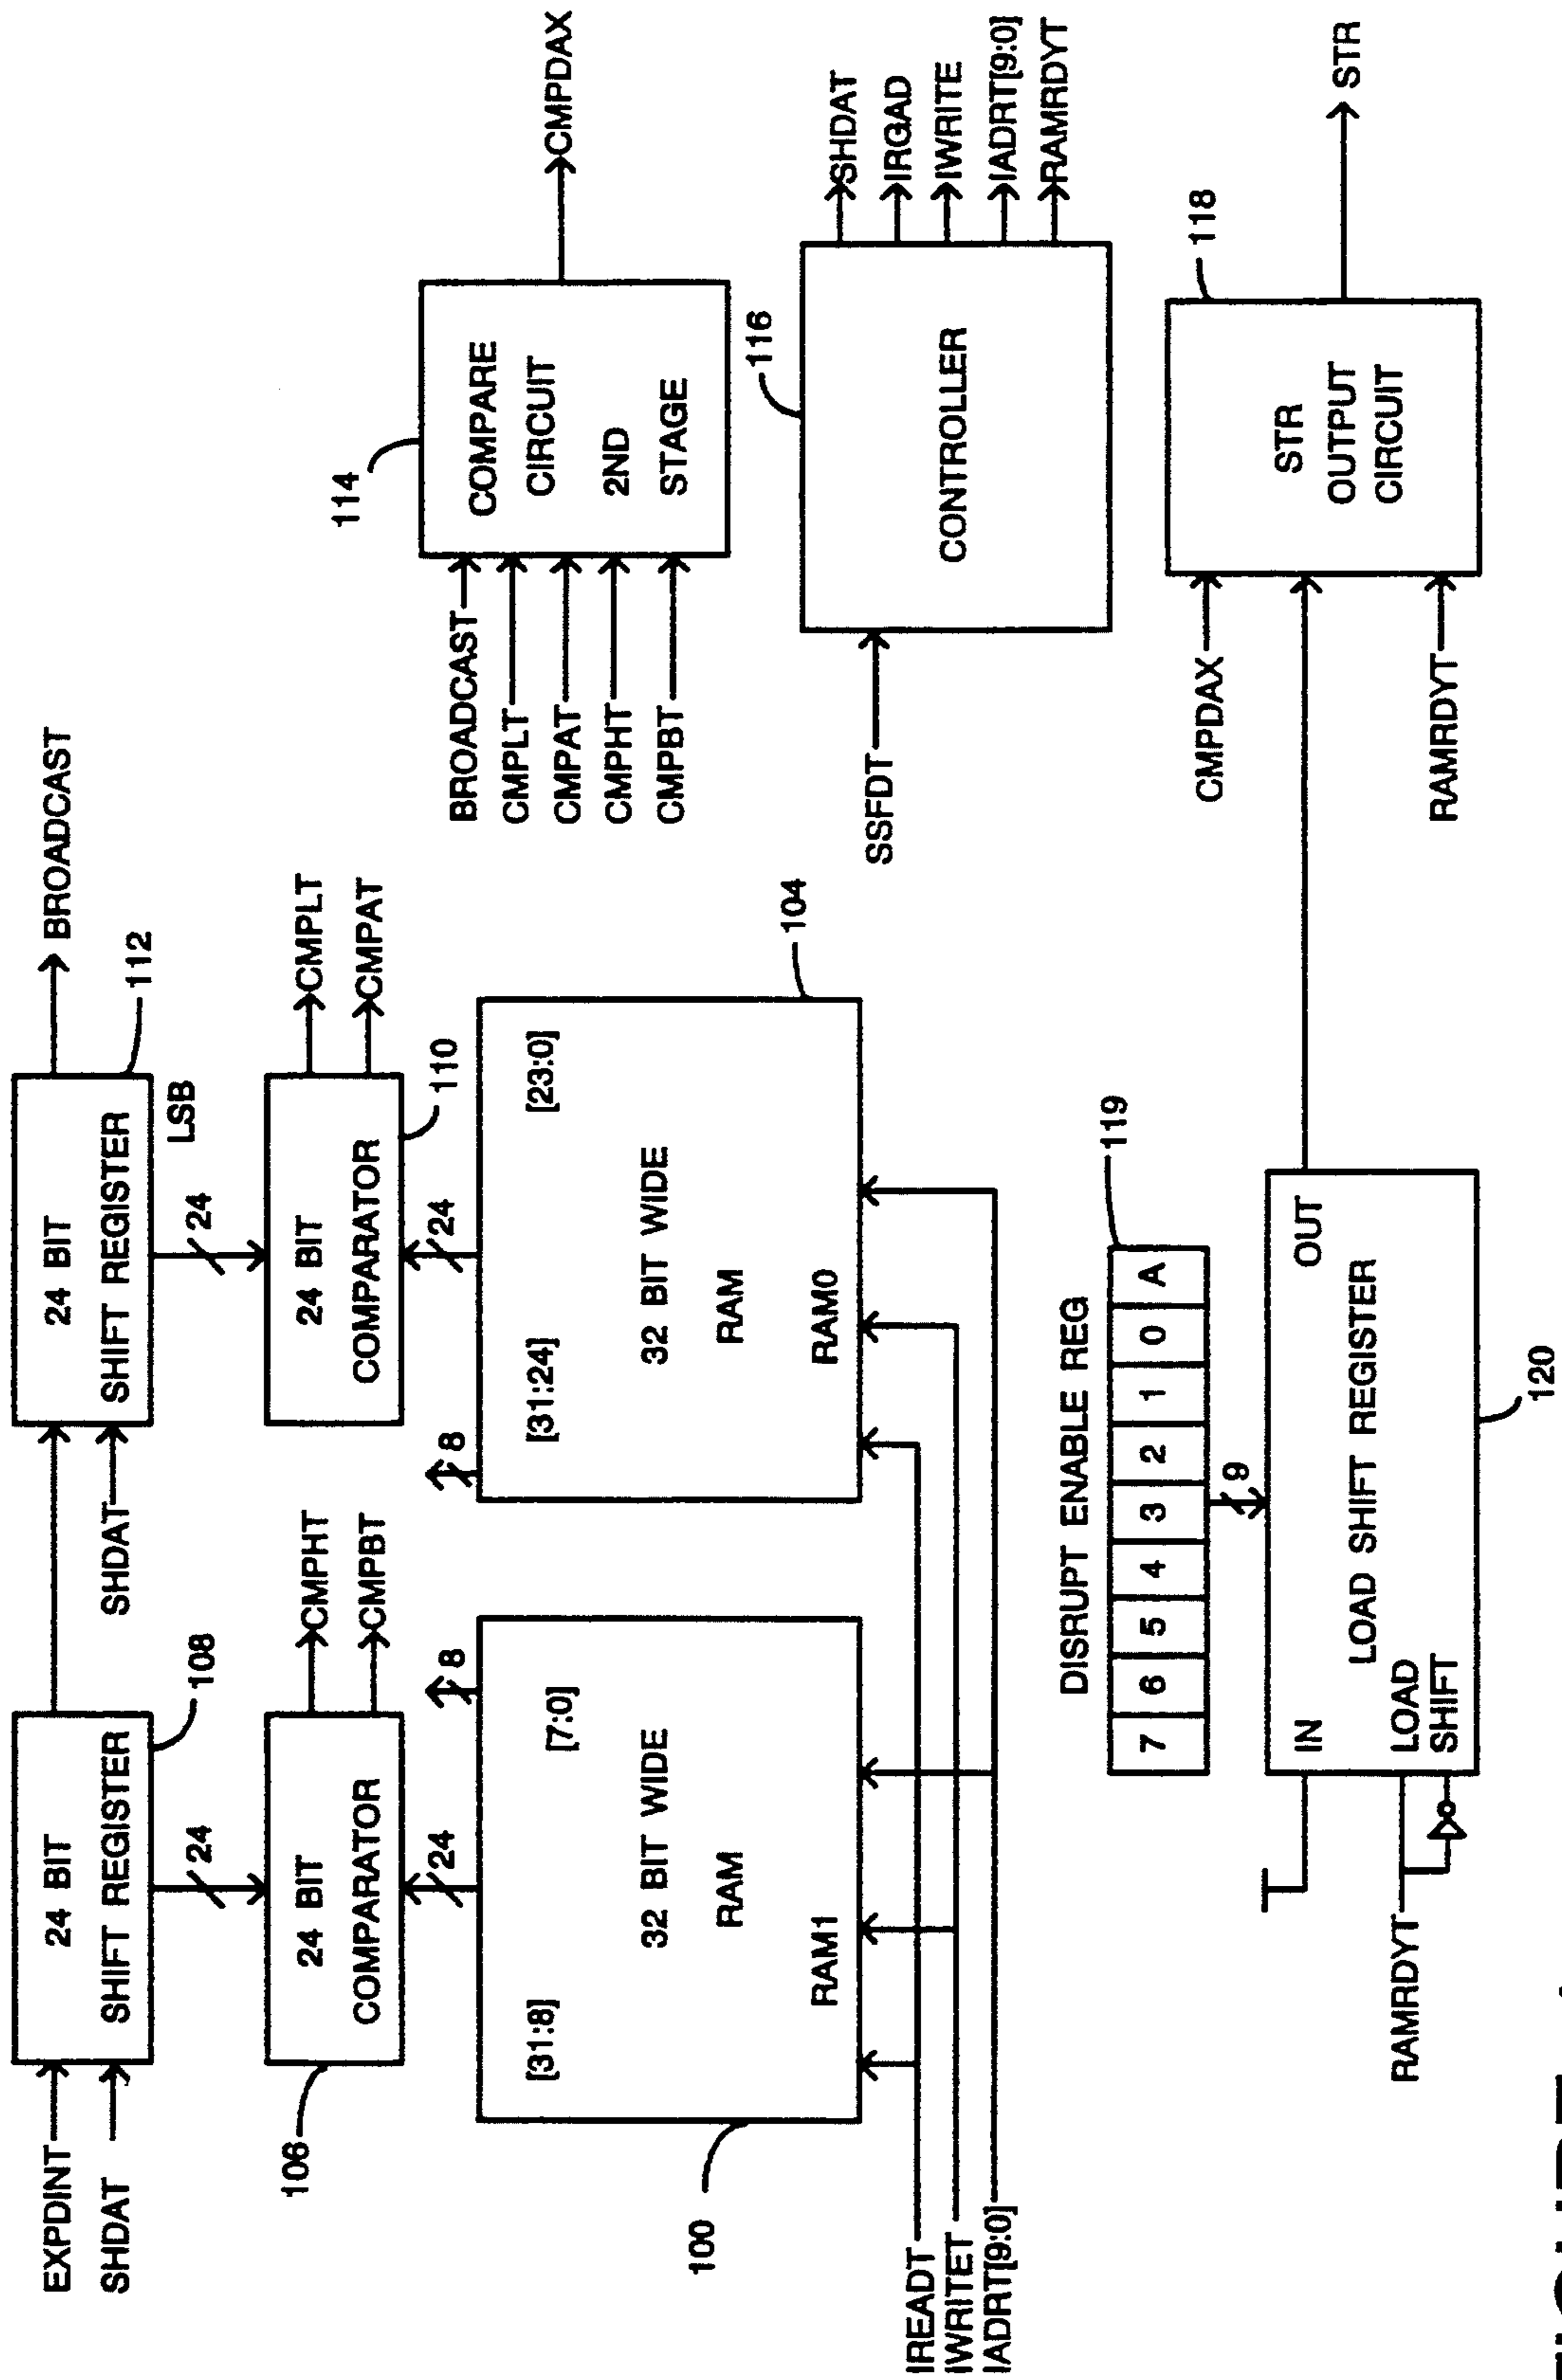 EXPDINT
SHDAT
24 BIT
SHIFT REGISTER
108
SHDAT
24 BIT
SHIFT REGISTER
112
LSB
BROADCAST
24
24
106
24 BIT
COMPARATOR
CMPHT
CMPBT
24 BIT
COMPARATOR
110
CMPLT
CMPAT
24
8
8
24
100
[31:8]
[7:0]
32 BIT WIDE
RAM
RAM1
[31:24]
[23:0]
32 BIT WIDE
RAM
RAM0
104
IREADT
IWRITET
IADRT[9:0]
114
BROADCAST
CMPLT
CMPAT
CMPHT
CMPBT
COMPARE
CIRCUIT
2ND
STAGE
CMPDAX
116
SSFDT
CONTROLLER
SHDAT
IRGAD
IWRITE
IADRT[9:0]
RAMRDYT
DISRUPT ENABLE REG
119
7 6 5 4 3 2 1 0 A
9
IN
OUT
LOAD SHIFT REGISTER
LOAD
SHIFT
RAMRDYT
120
CMPDAX
RAMRDYT
STR
OUTPUT
CIRCUIT
118
STR